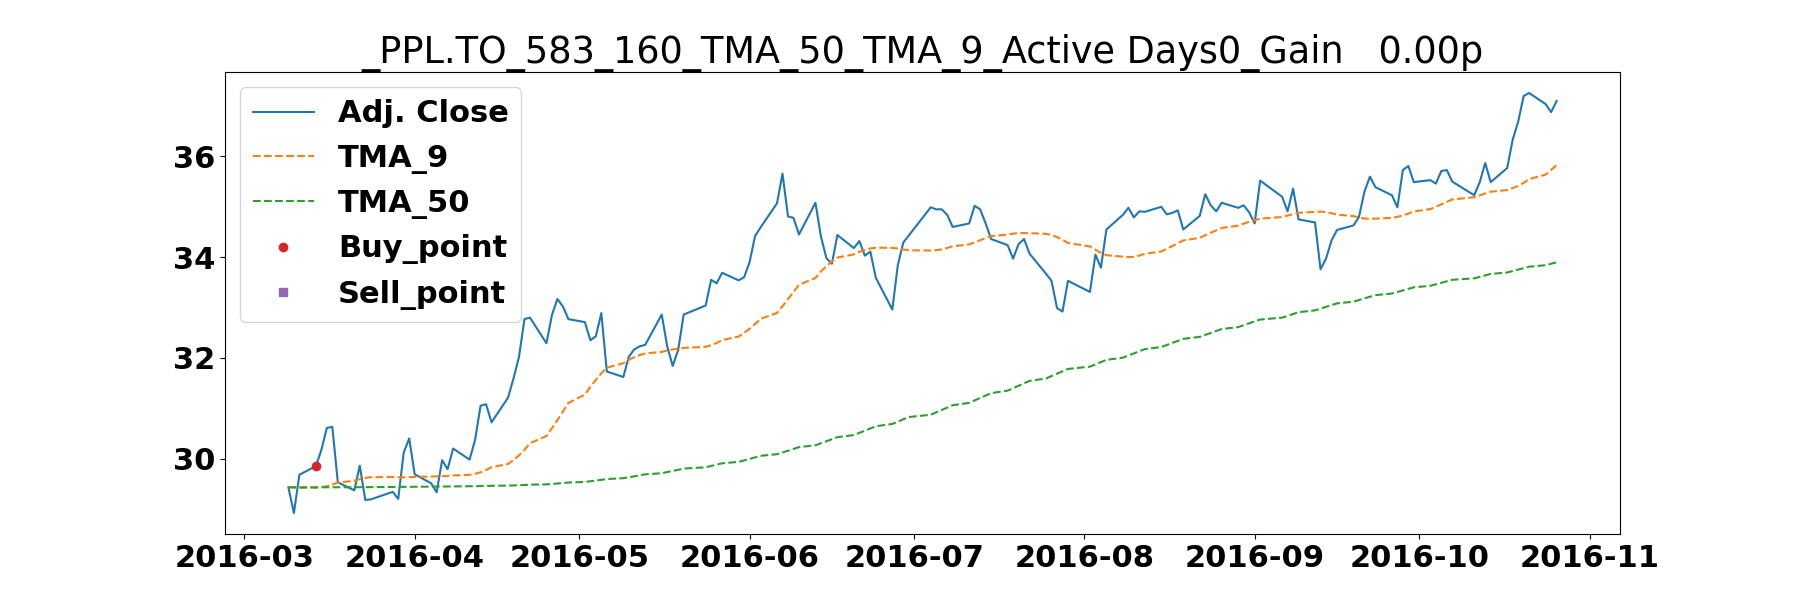 _PPL.TO_583_160_TMA_50_TMA_9_Active Days0_Gain   0.00p
Adj. Close
TMA_9
TMA_50
Buy_point
Sell_point
36
34
32
30
2016-03 2016-04 2016-05 2016-06 2016-07 2016-08 2016-09 2016-10 2016-11